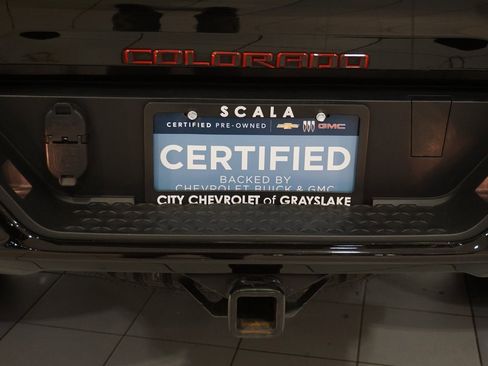 COLORADO
SCALA
CERTIFIED PRE-OWNED GMC
CERTIFIED
BACKED BY
CHEVROLET BUICK & GMC
CITY CHEVROLET of GRAYSLAKE